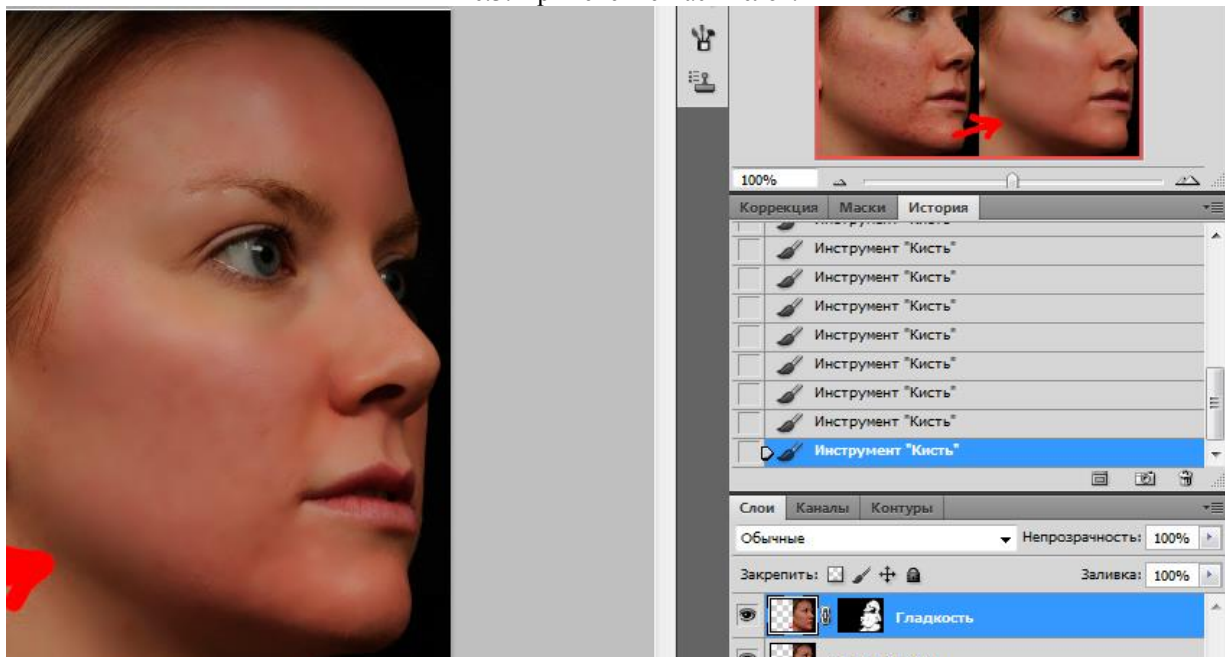 100%
Коррекция Маски История
Инструмент "Кисть"
Инструмент "Кисть"
Инструмент "Кисть"
Инструмент "Кисть"
Инструмент "Кисть"
Инструмент "Кисть"
Инструмент "Кисть"
Инструмент "Кисть"
Слои Каналы Контуры
Обычные Непрозрачность: 100%
Закрепить: Заливка: 100%
Гладкость